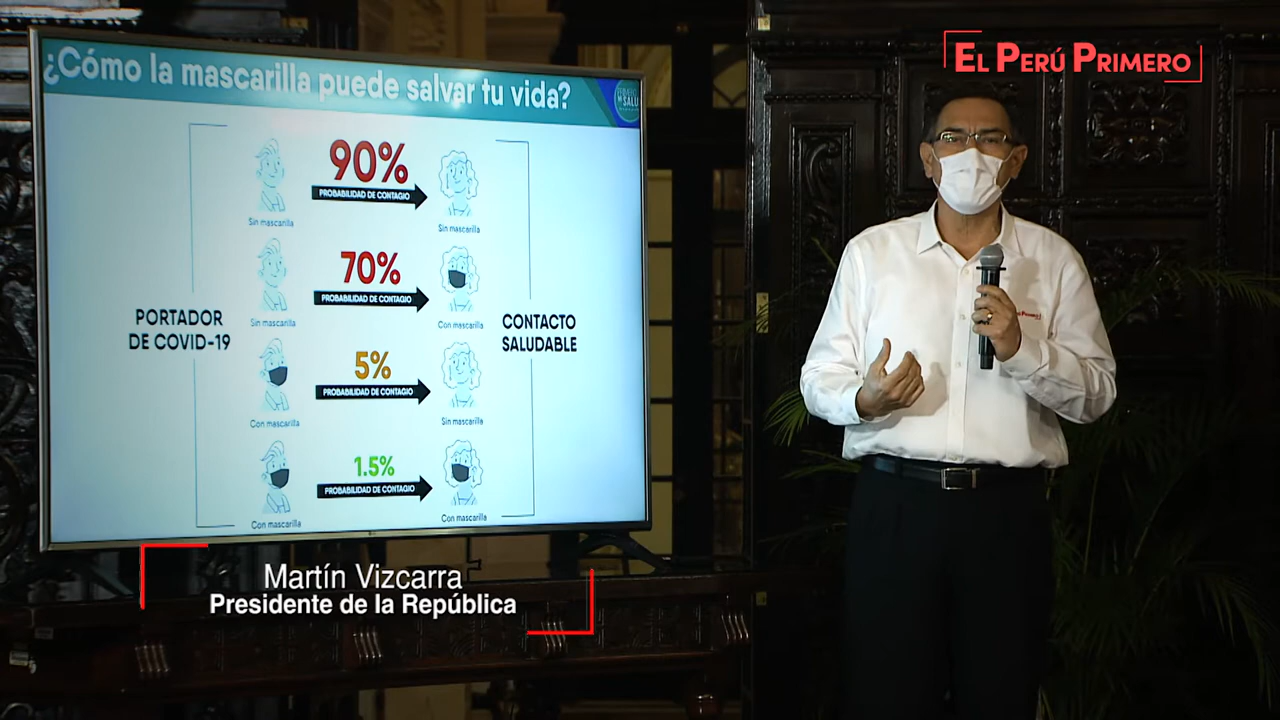 EL PERÚ PRIMERO
¿Cómo la mascarilla puede salvar tu vida?
90%
PROBABILIDAD DE CONTAGIO
Sin mascarilla
Sin mascarilla
70%
PROBABILIDAD DE CONTAGIO
Sin mascarilla
Con mascarilla
PORTADOR
DE COVID-19
CONTACTO
SALUDABLE
5%
PROBABILIDAD DE CONTAGIO
Con mascarilla
Sin mascarilla
1.5%
PROBABILIDAD DE CONTAGIO
Con mascarilla
Con mascarilla
Martín Vizcarra
Presidente de la República